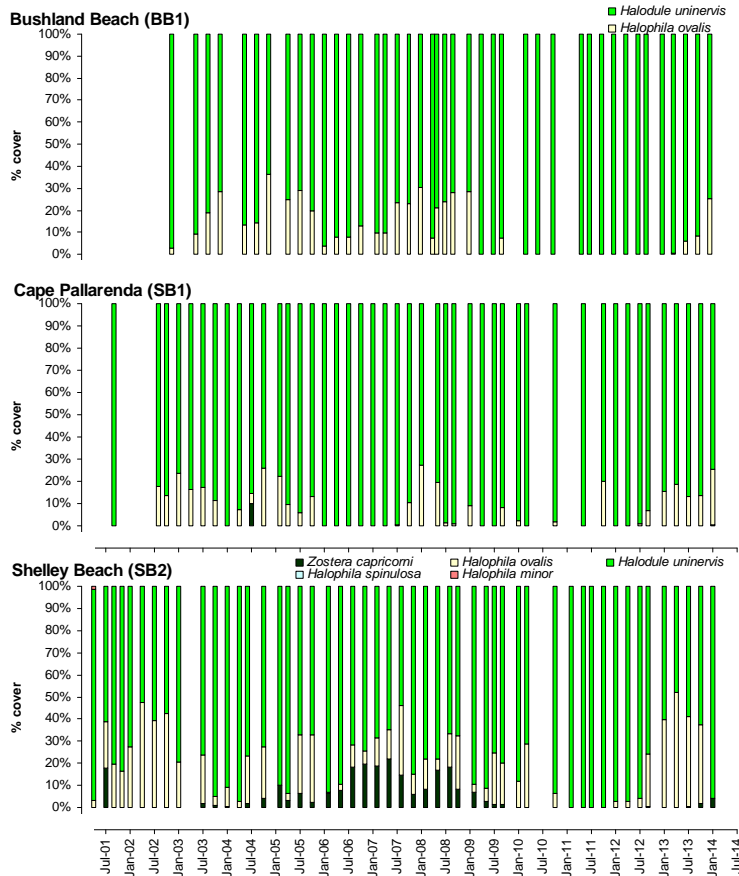 Bushland Beach (BB1)
Halodule uninervis
Halophila ovalis
% cover
100%
90%
80%
70%
60%
50%
40%
30%
20%
10%
0%
Cape Pallarenda (SB1)
% cover
100%
90%
80%
70%
60%
50%
40%
30%
20%
10%
0%
Shelley Beach (SB2)
Zostera capricorni
Halophila ovalis
Halodule uninervis
Halophila spinulosa
Halophila minor
% cover
100%
90%
80%
70%
60%
50%
40%
30%
20%
10%
0%
Jul-01
Jan-02
Jul-02
Jan-03
Jul-03
Jan-04
Jul-04
Jan-05
Jul-05
Jan-06
Jul-06
Jan-07
Jul-07
Jan-08
Jul-08
Jan-09
Jul-09
Jan-10
Jul-10
Jan-11
Jul-11
Jan-12
Jul-12
Jan-13
Jul-13
Jan-14
Jul-14